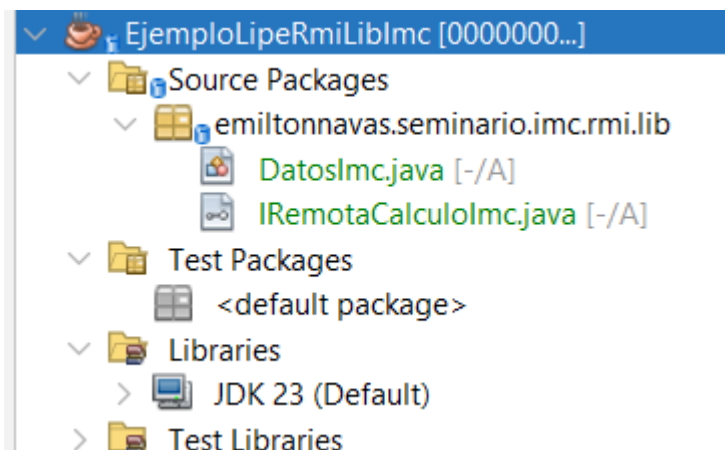 EjemploLipeRmiLibImc [0000000...]
Source Packages
emiltonnavas.seminario.imc.rmi.lib
DatosImc.java [-/A]
IRemotaCalculoImc.java [-/A]
Test Packages
<default package>
Libraries
JDK 23 (Default)
Test Libraries